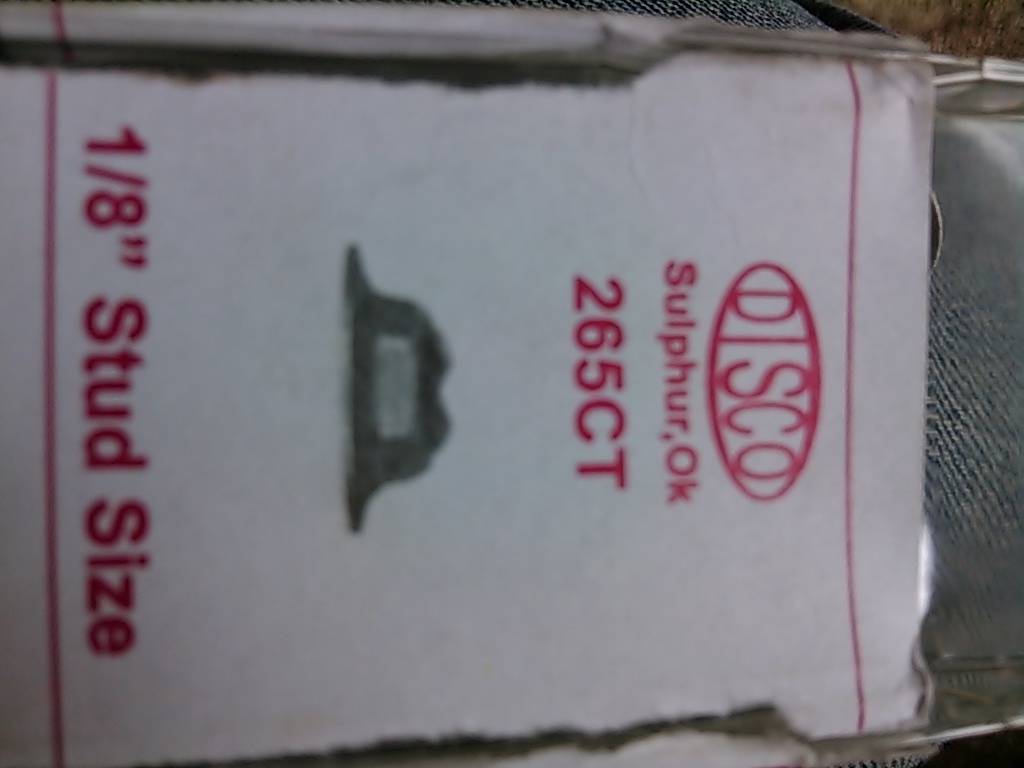 DISCO
Sulphur,Ok
265CT
1/8" Stud Size